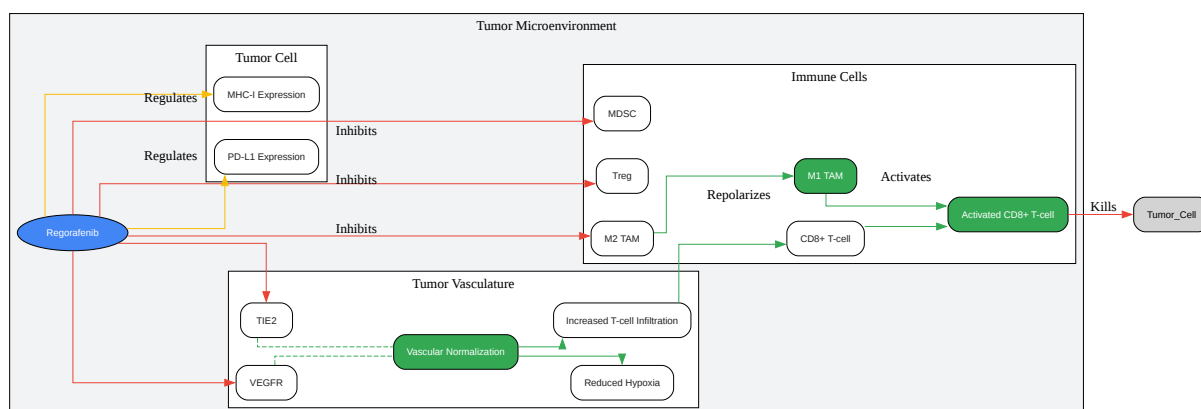 Tumor Microenvironment
Tumor Cell
Immune Cells
MHC-I Expression
Regulates
MDSC
Inhibits
PD-L1 Expression
Regulates
Treg
M1 TAM
Activates
Inhibits
Repolarizes
Kills
Activated CD8+ T-cell
Tumor_Cell
Inhibits
Regorafenib
M2 TAM
CD8+ T-cell
Tumor Vasculature
TIE2
Increased T-cell Infiltration
Vascular Normalization
VEGFR
Reduced Hypoxia